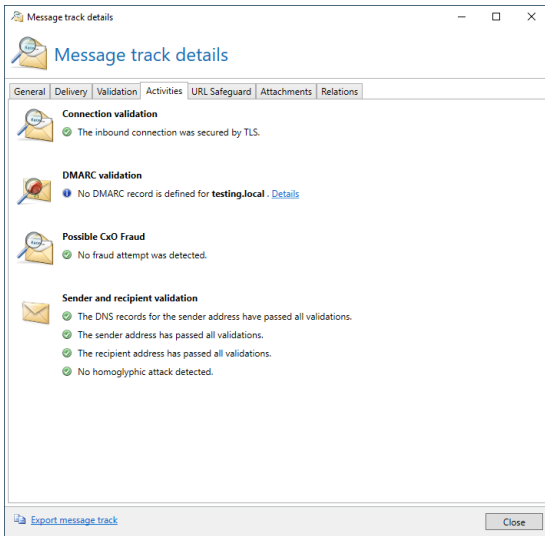 Message track details
Message track details
General Delivery Validation Activities URL Safeguard Attachments Relations
Connection validation
The inbound connection was secured by TLS.
DMARC validation
No DMARC record is defined for testing.local . Details
Possible CxO Fraud
No fraud attempt was detected.
Sender and recipient validation
The DNS records for the sender address have passed all validations.
The sender address has passed all validations.
The recipient address has passed all validations.
No homoglyphic attack detected.
Export message track
Close